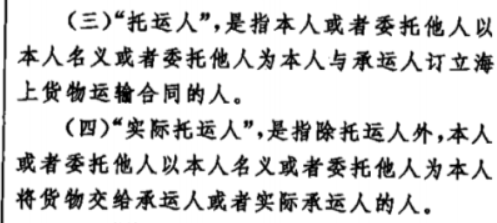 （三）“托运人”，是指本人或者委托他人以
本人名义或者委托他人为本人与承运人订立海
上货物运输合同的人。
（四）“实际托运人”，是指除托运人外，本人
或者委托他人以本人名义或者委托他人为本人
将货物交给承运人或者实际承运人的人。